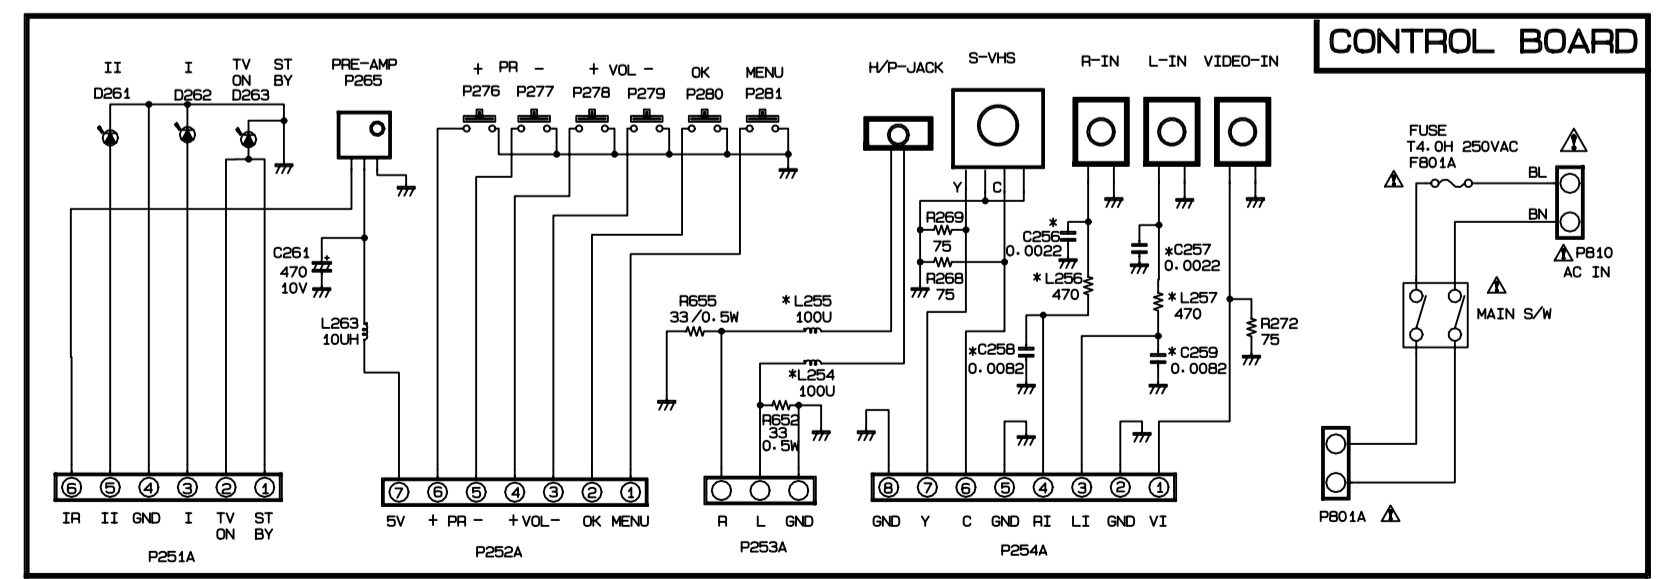 CONTROL BOARD
II
I
TV ON
ST BY
D261
D262
D263
PRE-AMP
P265
+ PR -
P276
P277
+ VOL -
P278
P279
OK
P280
MENU
P281
H/P-JACK
S-VHS
R-IN
L-IN
VIDEO-IN
FUSE
T4.0H 250VAC
F801A
BL
BN
P810
AC IN
MAIN S/W
P801A
Y
C
C261
470
10V
L263
10UH
R655
33/0.5W
*L255
100U
*L254
100U
R652
33
0.5W
R269
75
R268
75
*
C256
0.0022
*L256
470
*C257
0.0022
*L257
470
*C258
0.0082
*C259
0.0082
R272
75
6 5 4 3 2 1
IR II GND I TV ON ST BY
P251A
7 6 5 4 3 2 1
5V + PR - +VOL- OK MENU
P252A
R L GND
P253A
8 7 6 5 4 3 2 1
GND Y C GND RI LI GND VI
P254A